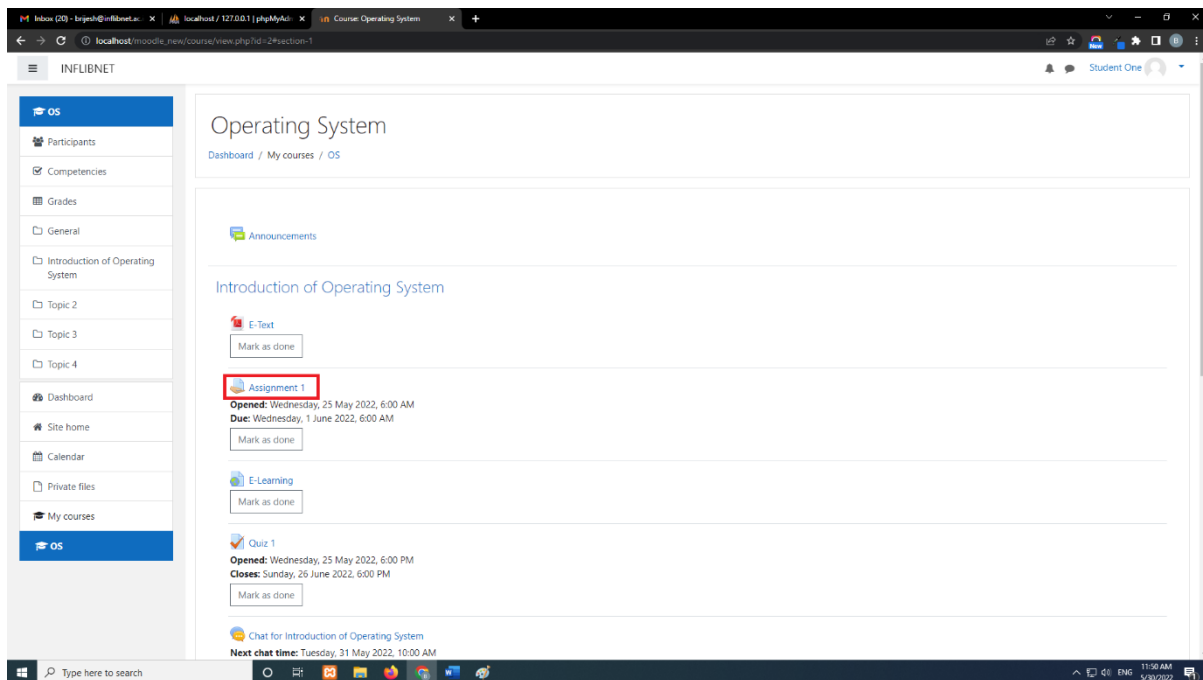 Inbox (20) - brijesh@inflibnet.ac.
localhost / 127.0.0.1 | phpMyAdm
Course: Operating System
localhost/moodle_new/course/view.php?id=2#section-1
New
B
INFLIBNET
Student One
OS
Participants
Competencies
Grades
General
Introduction of Operating
System
Topic 2
Topic 3
Topic 4
Dashboard
Site home
Calendar
Private files
My courses
OS
Operating System
Dashboard / My courses / OS
Announcements
Introduction of Operating System
E-Text
Mark as done
Assignment 1
Opened: Wednesday, 25 May 2022, 6:00 AM
Due: Wednesday, 1 June 2022, 6:00 AM
Mark as done
E-Learning
Mark as done
Quiz 1
Opened: Wednesday, 25 May 2022, 6:00 PM
Closes: Sunday, 26 June 2022, 6:00 PM
Mark as done
Chat for Introduction of Operating System
Next chat time: Tuesday, 31 May 2022, 10:00 AM
Type here to search
ENG
11:50 AM
5/30/2022